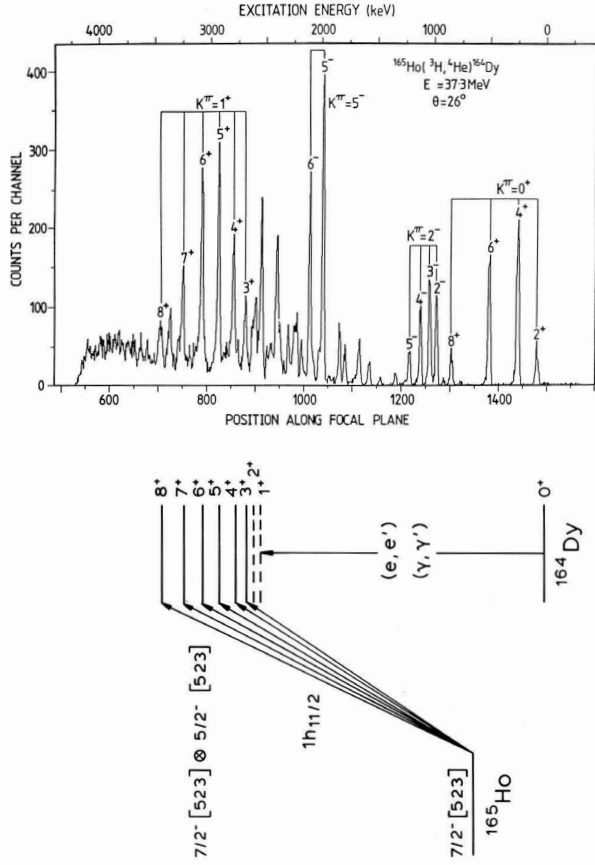 EXCITATION ENERGY (keV)
4000 3000 2000 1000 0
COUNTS PER CHANNEL
400
300
200
100
0
¹⁶⁵Ho(³H,⁴He)¹⁶⁴Dy
E = 37·3 MeV
θ = 26°
Kπ=1⁺
8⁺ 7⁺ 6⁺ 5⁺ 4⁺ 3⁺
Kπ=5⁻
6⁻ 5⁻
Kπ=2⁻
5⁻ 4⁻ 3⁻ 2⁻
Kπ=0⁺
8⁺ 6⁺ 4⁺ 2⁺
600 800 1000 1200 1400
POSITION ALONG FOCAL PLANE
8⁺ 7⁺ 6⁺ 5⁺ 4⁺ 3⁺ 2⁺ 1⁺
0⁺
(e, e')
(γ, γ')
¹⁶⁴Dy
7/2⁻ [523] ⊗ 5/2⁻ [523]
1h₁₁/₂
7/2⁻ [523]
¹⁶⁵Ho